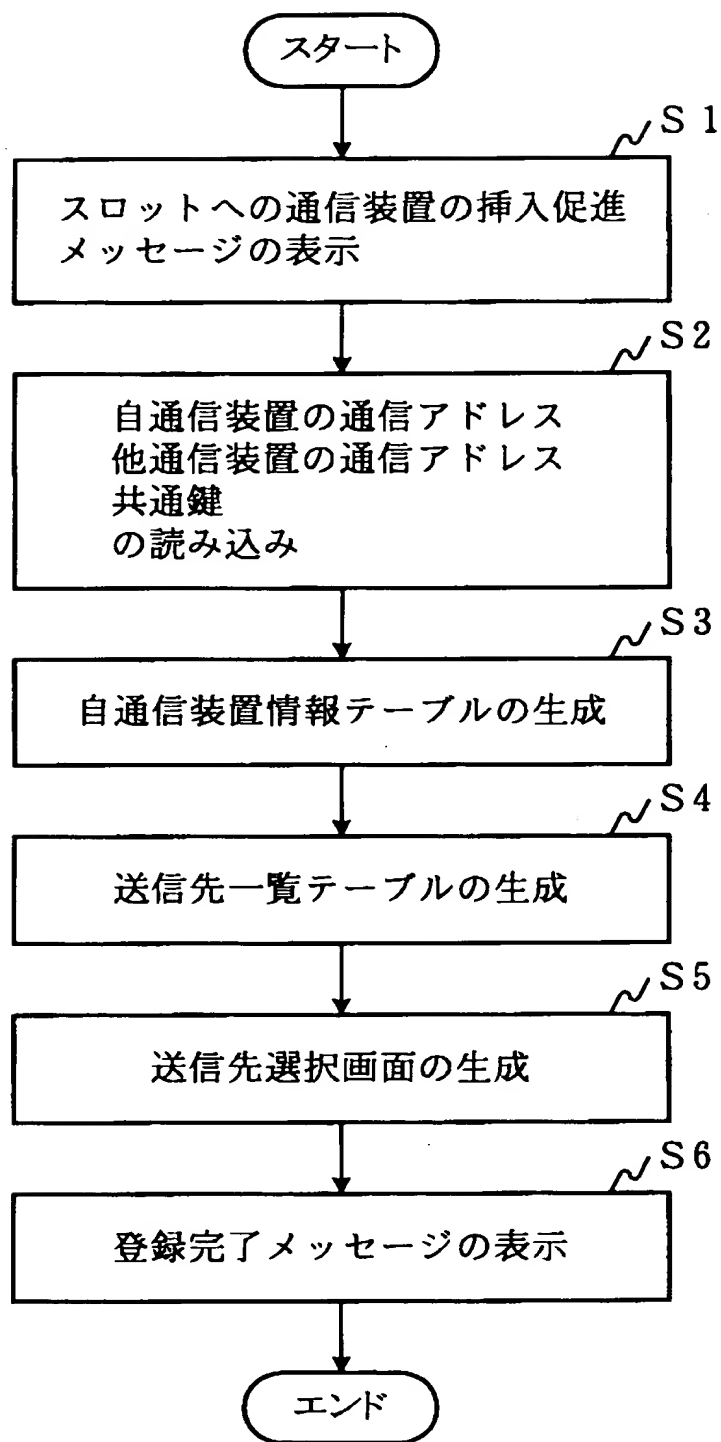 スタート
S1
スロットへの通信装置の挿入促進
メッセージの表示
S2
自通信装置の通信アドレス
他通信装置の通信アドレス
共通鍵
の読み込み
S3
自通信装置情報テーブルの生成
S4
送信先一覧テーブルの生成
S5
送信先選択画面の生成
S6
登録完了メッセージの表示
エンド